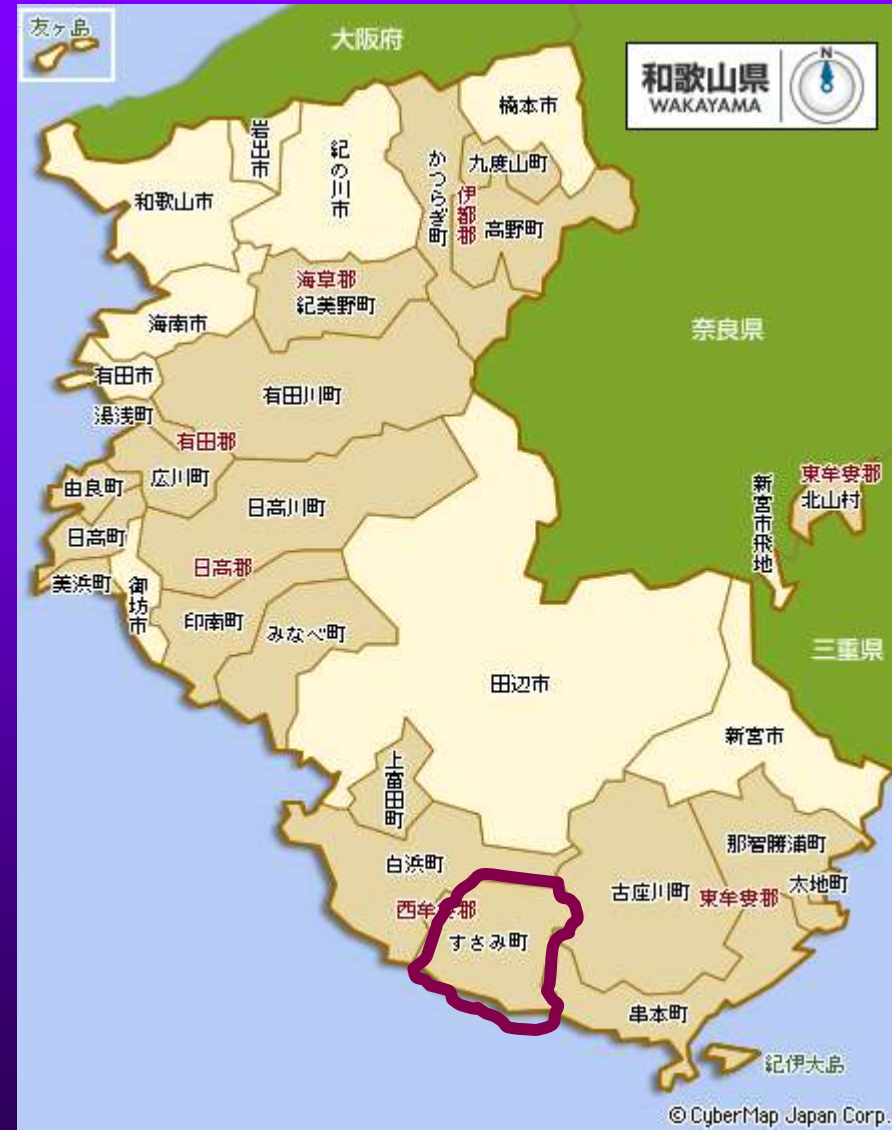 友ヶ島
大阪府
和歌山県
WAKAYAMA
N
橋本市
岩出市
紀の川市
かつらぎ町
九度山町
伊都郡
和歌山市
高野町
海草郡
紀美野町
海南市
奈良県
有田市
有田川町
湯浅町
有田郡
広川町
由良町
日高川町
東牟婁郡
北山村
新宮市飛地
日高町
日高郡
美浜町
御坊市
印南町
みなべ町
三重県
田辺市
新宮市
上富田町
那智勝浦町
白浜町
太地町
古座川町
東牟婁郡
西牟婁郡
すさみ町
串本町
紀伊大島
© CyberMap Japan Corp.